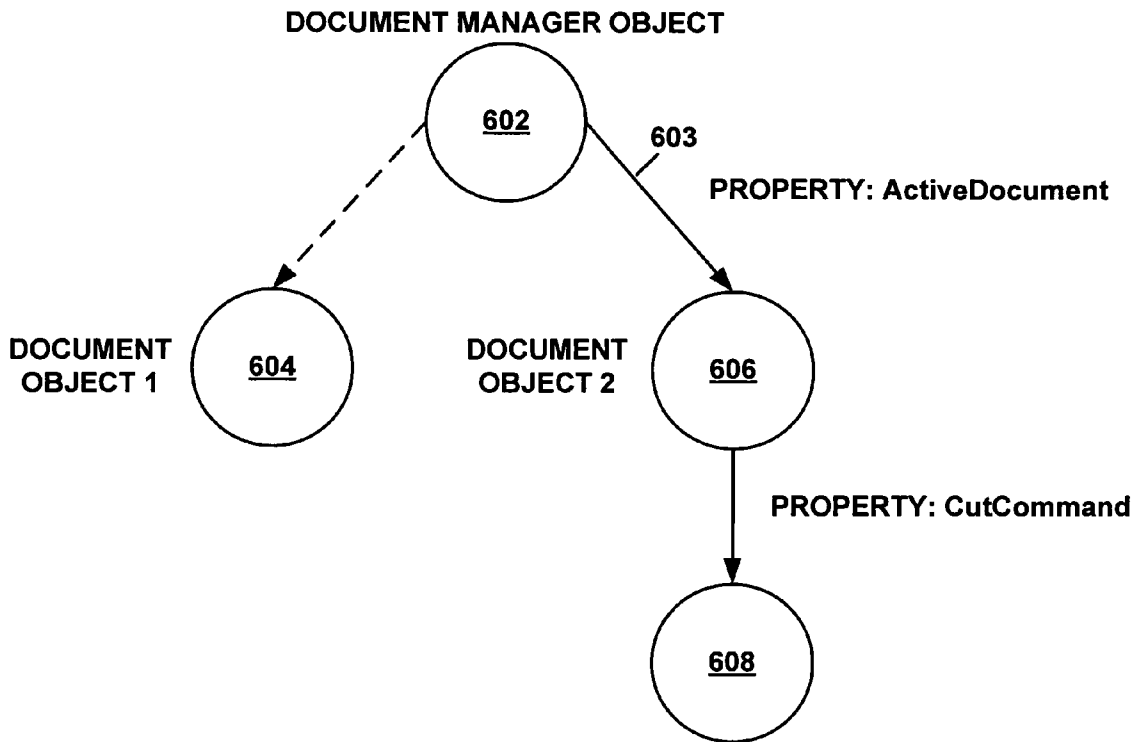 DOCUMENT MANAGER OBJECT
602
603
PROPERTY: ActiveDocument
DOCUMENT
OBJECT 1
604
DOCUMENT
OBJECT 2
606
PROPERTY: CutCommand
608